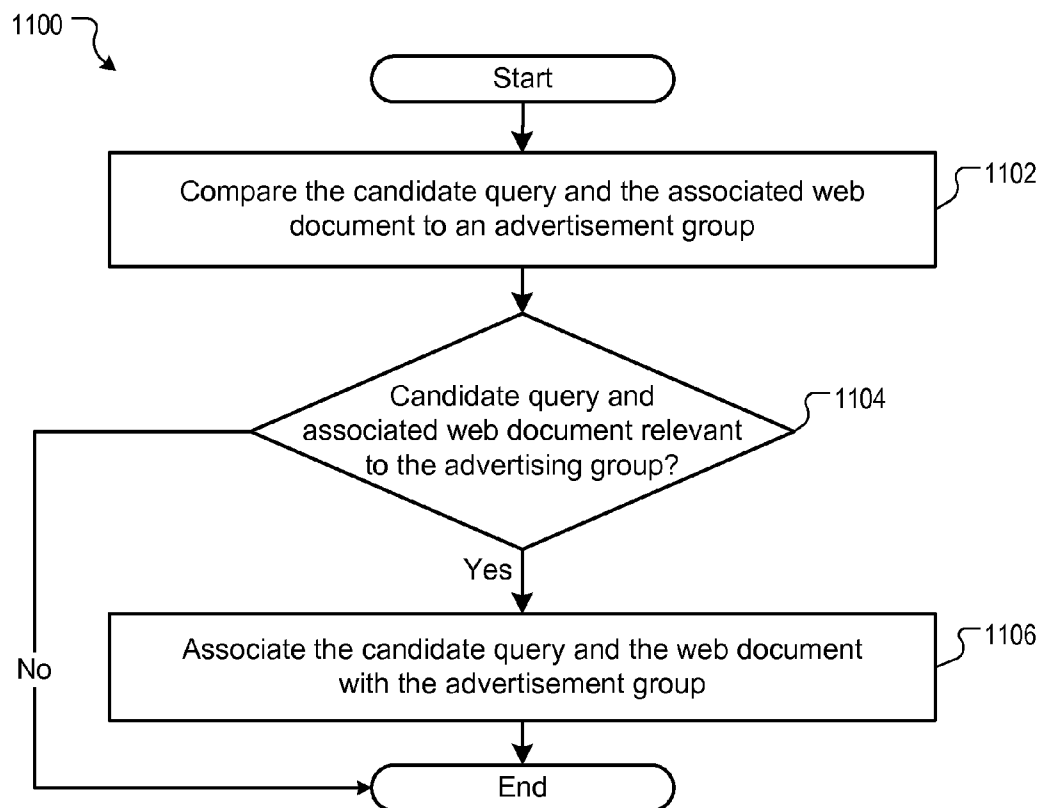 1100
Start
Compare the candidate query and the associated web
document to an advertisement group
1102
Candidate query and
associated web document relevant
to the advertising group?
1104
Yes
Associate the candidate query and the web document
with the advertisement group
1106
No
End